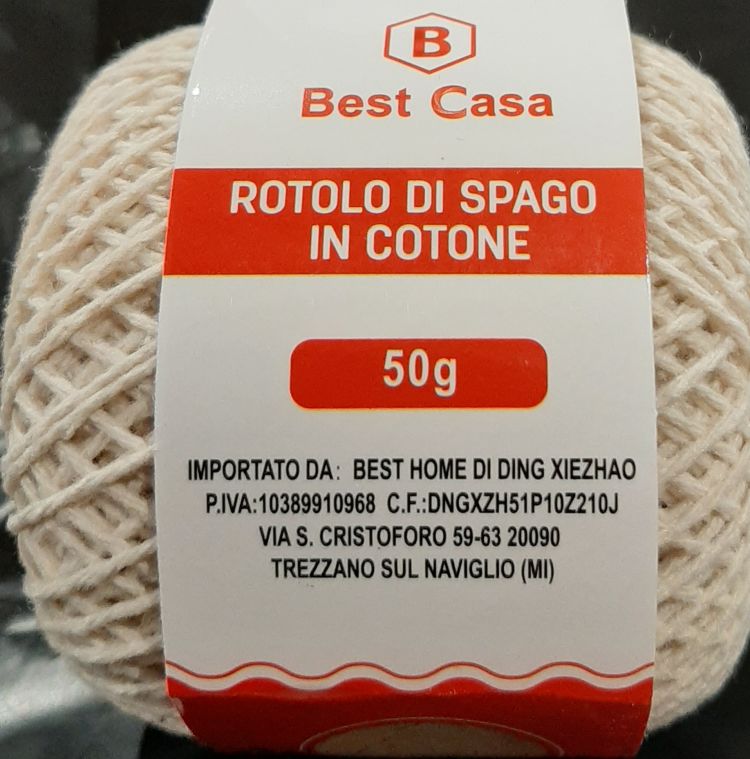 B
Best Casa
ROTOLO DI SPAGO
IN COTONE
50g
IMPORTATO DA: BEST HOME DI DING XIEZHAO
P.IVA:10389910968 C.F.:DNGXZH51P10Z210J
VIA S. CRISTOFORO 59-63 20090
TREZZANO SUL NAVIGLIO (MI)